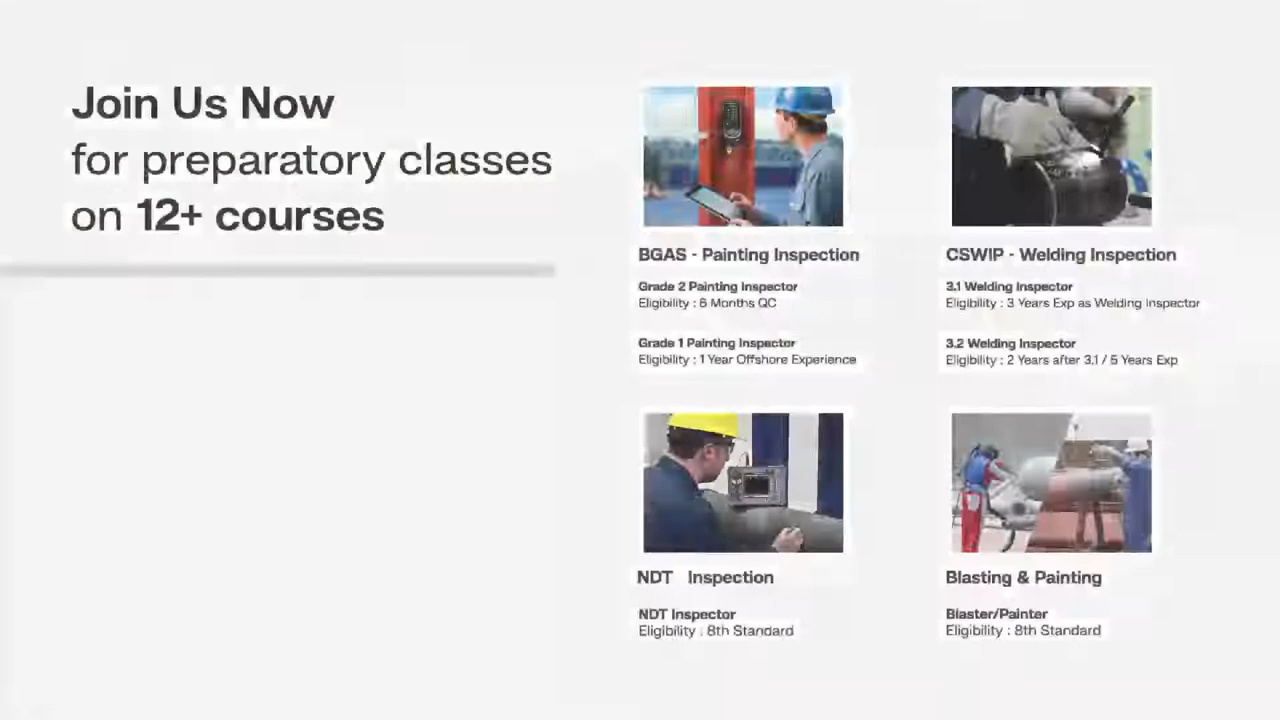 Join Us Now
for preparatory classes
on 12+ courses
BGAS - Painting Inspection
Grade 2 Painting Inspector
Eligibility : 6 Months QC
Grade 1 Painting Inspector
Eligibility : 1 Year Offshore Experience
CSWIP - Welding Inspection
3.1 Welding Inspector
Eligibility : 3 Years Exp as Welding Inspector
3.2 Welding Inspector
Eligibility : 2 Years after 3.1 / 5 Years Exp
NDT Inspection
NDT Inspector
Eligibility : 8th Standard
Blasting & Painting
Blaster/Painter
Eligibility : 8th Standard